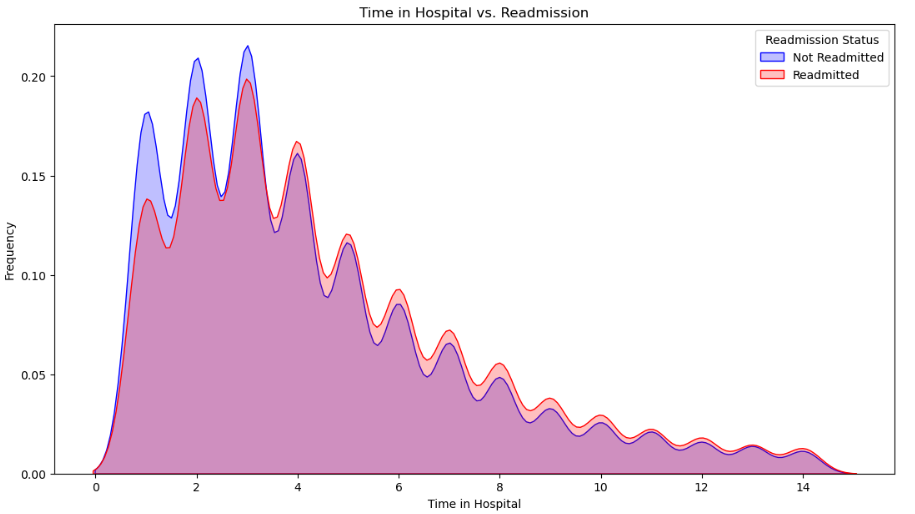 Time in Hospital vs. Readmission
Readmission Status
Not Readmitted
Readmitted
Frequency
0.20
0.15
0.10
0.05
0.00
0 2 4 6 8 10 12 14
Time in Hospital